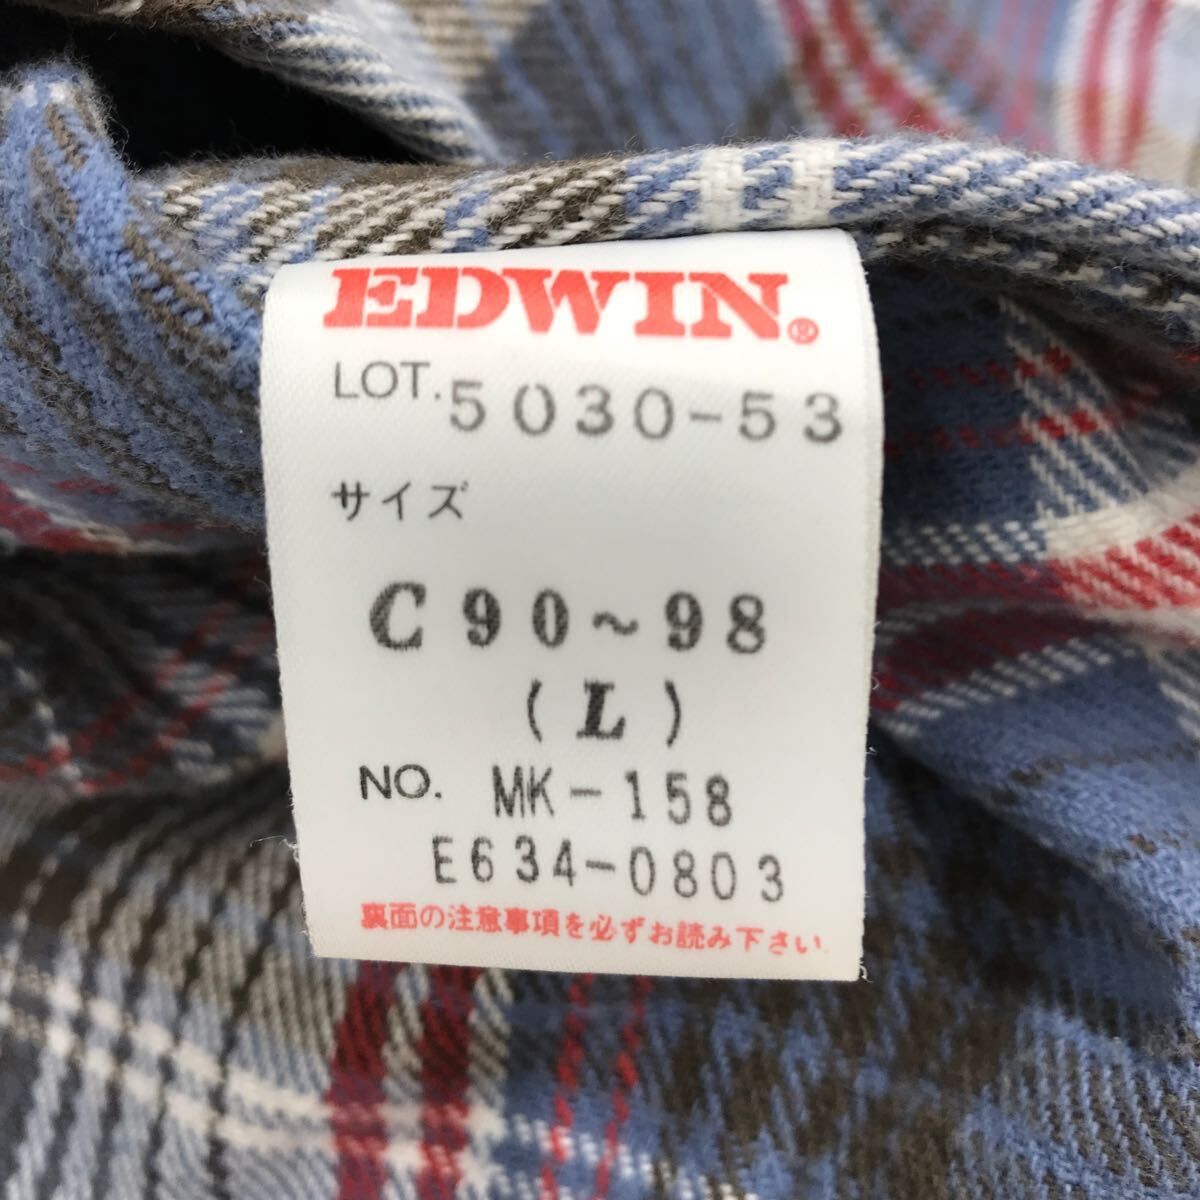 EDWIN®
LOT. 5030-53
サイズ
C 90~98
(L)
NO. MK-158
E634-0803
裏面の注意事項を必ずお読み下さい